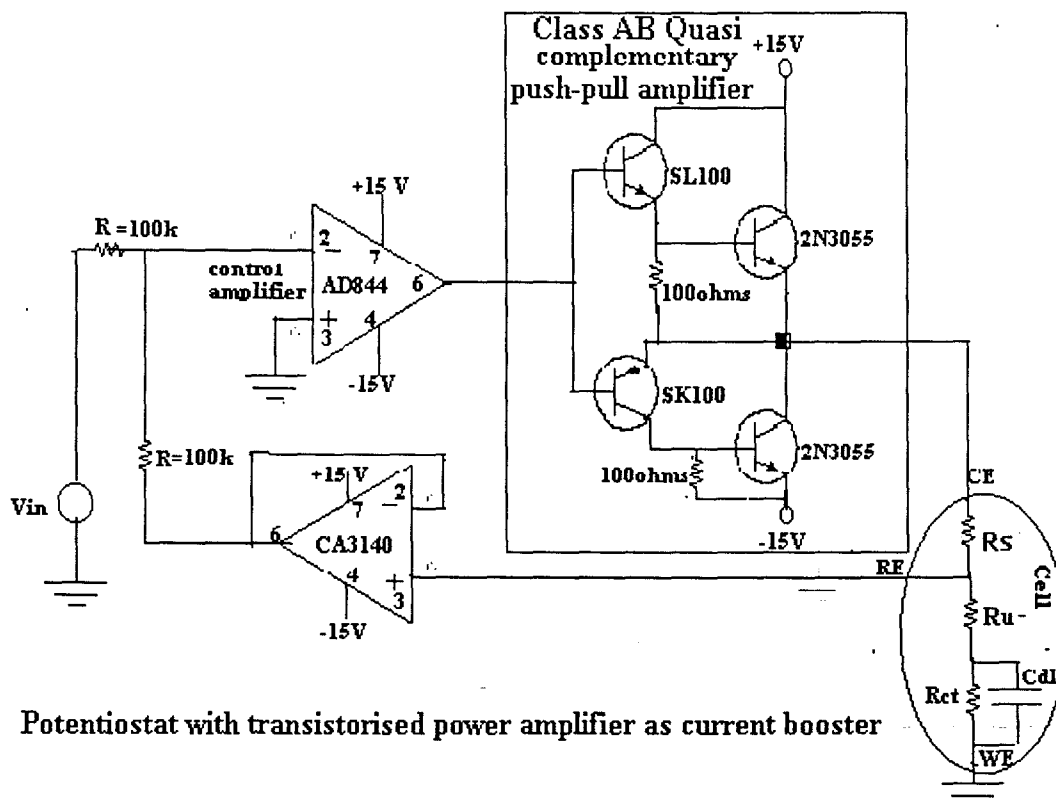 Class AB Quasi
complementary
push-pull amplifier
+15V
SL100
2N3055
100ohms
SK100
2N3055
100ohms
-15V
+15 V
R =100k
2
−
7
control
amplifier
AD844
6
+
3
4
-15V
R=100k
Vin
+15 V
2
−
7
6
CA3140
4
+
3
-15V
CE
RE
Rs
Cell
Ru
Rct
Cdl
WE
Potentiostat with transistorised power amplifier as current booster